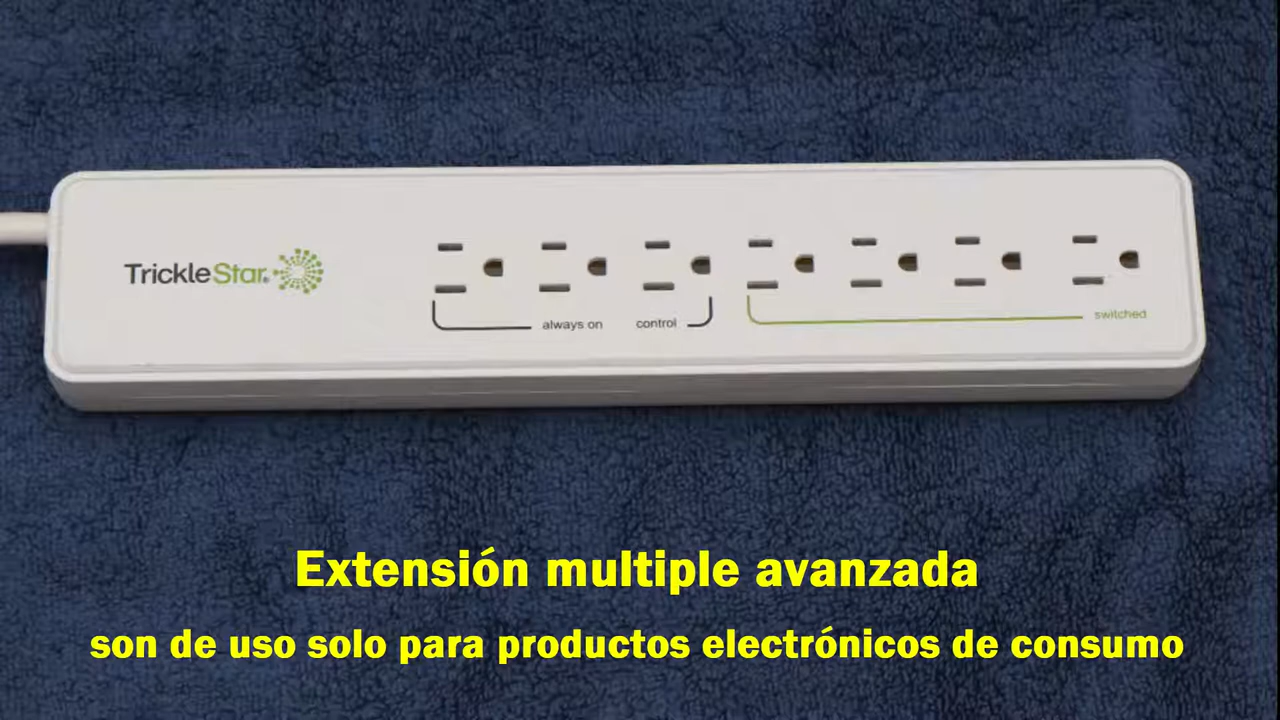 TrickleStar®
always on
control
switched
Extensión multiple avanzada
son de uso solo para productos electrónicos de consumo